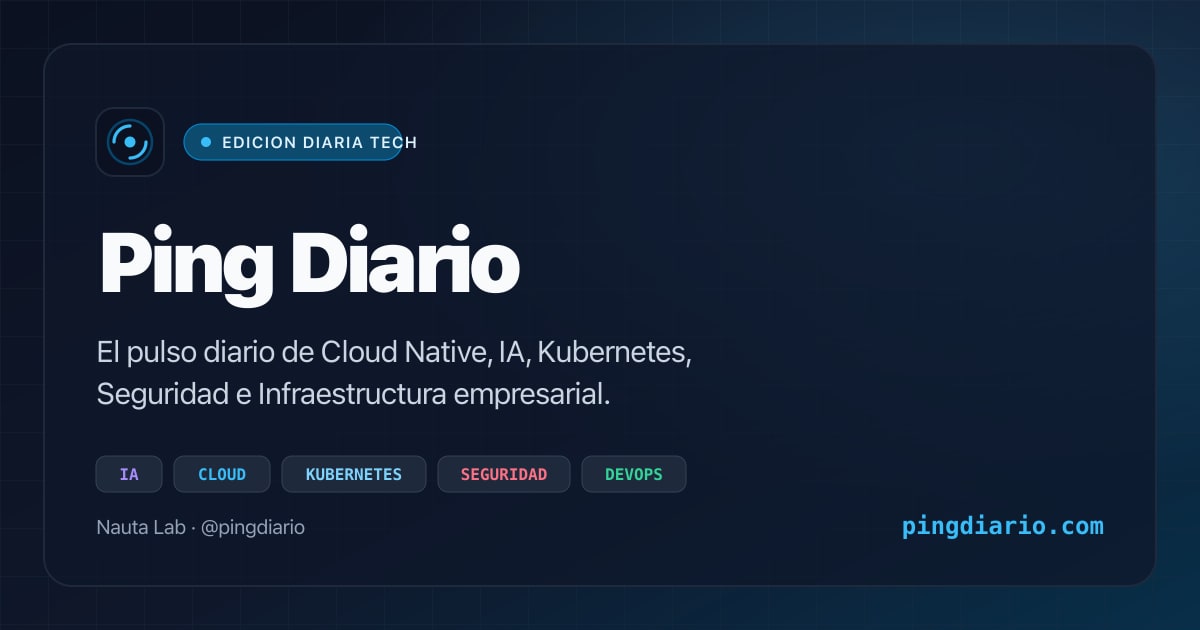 EDICION DIARIA TECH
Ping Diario
El pulso diario de Cloud Native, IA, Kubernetes,
Seguridad e Infraestructura empresarial.
IA CLOUD KUBERNETES SEGURIDAD DEVOPS
Nauta Lab · @pingdiario
pingdiario.com